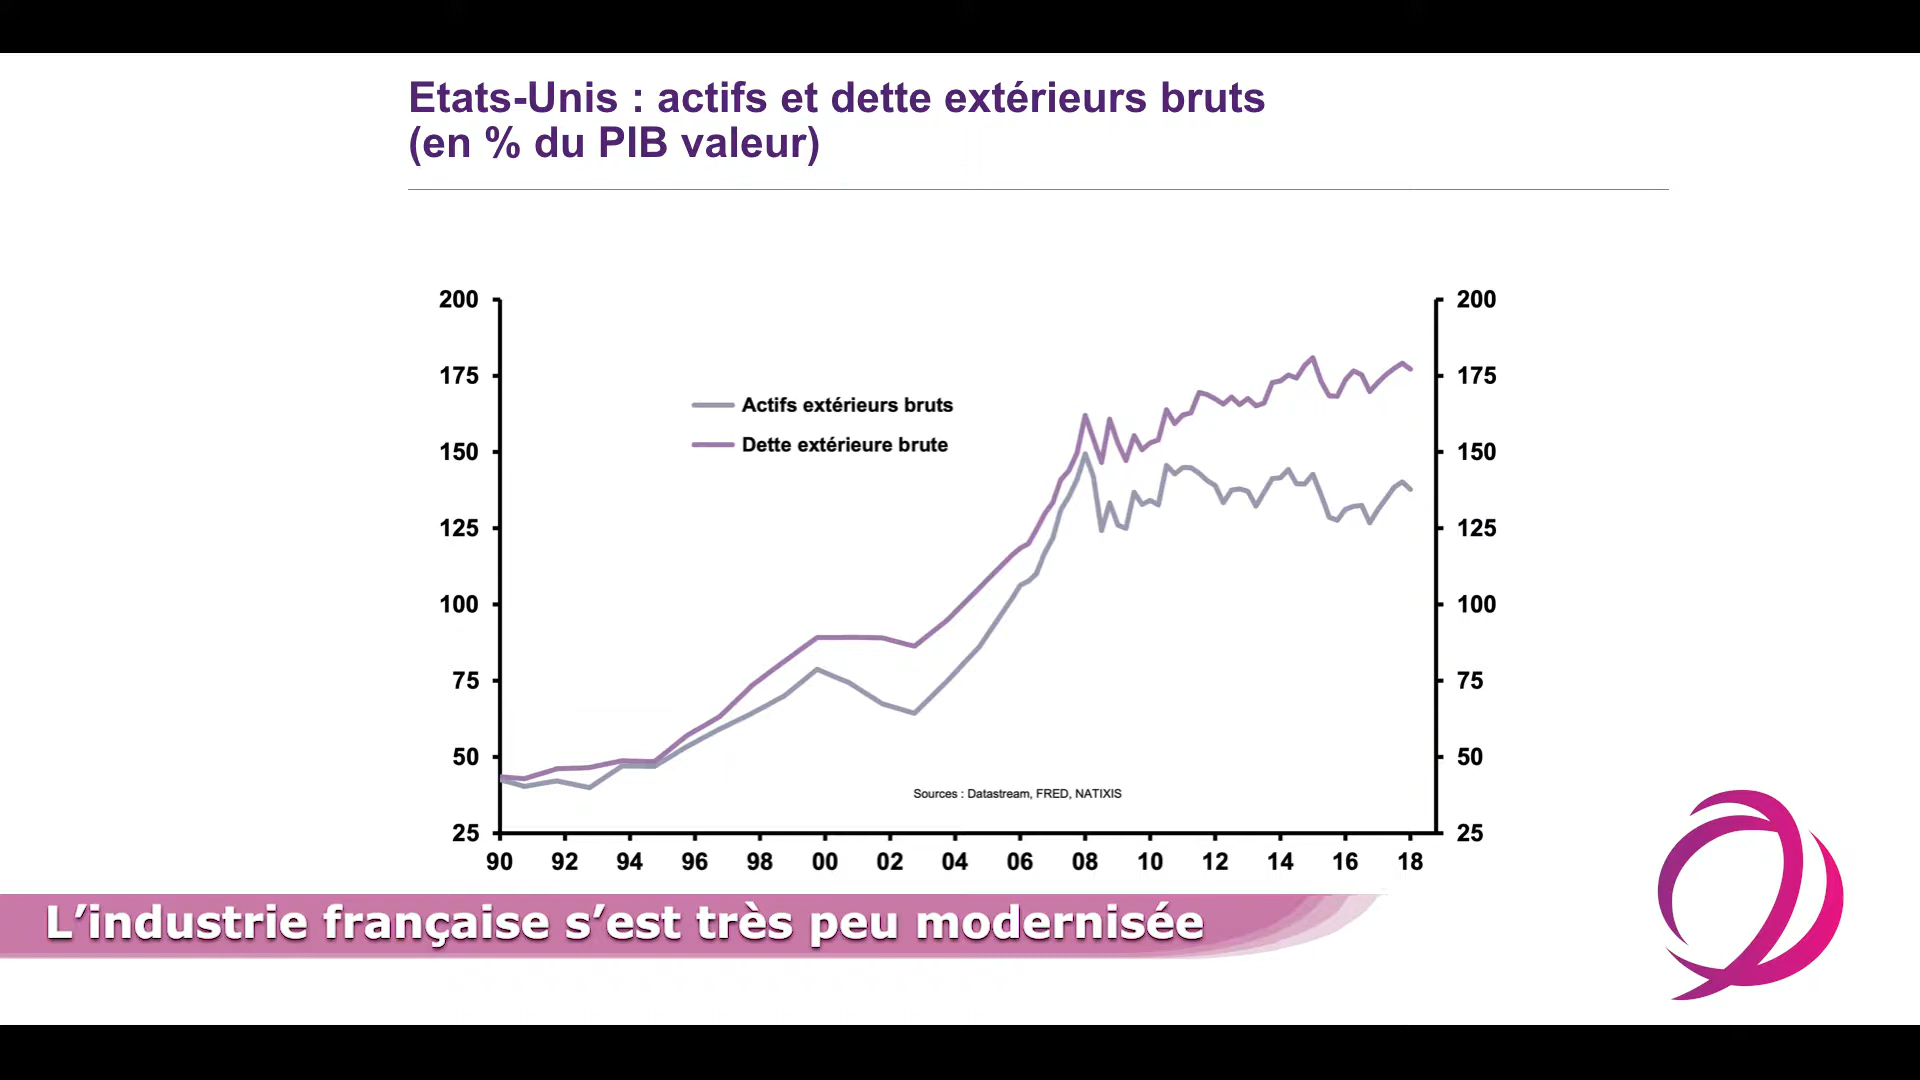 Etats-Unis : actifs et dette extérieurs bruts
(en % du PIB valeur)
200
175
150
125
100
75
50
25
Actifs extérieurs bruts
Dette extérieure brute
200
175
150
125
100
75
50
25
Sources : Datastream, FRED, NATIXIS
90 92 94 96 98 00 02 04 06 08 10 12 14 16 18
L’industrie française s’est très peu modernisée